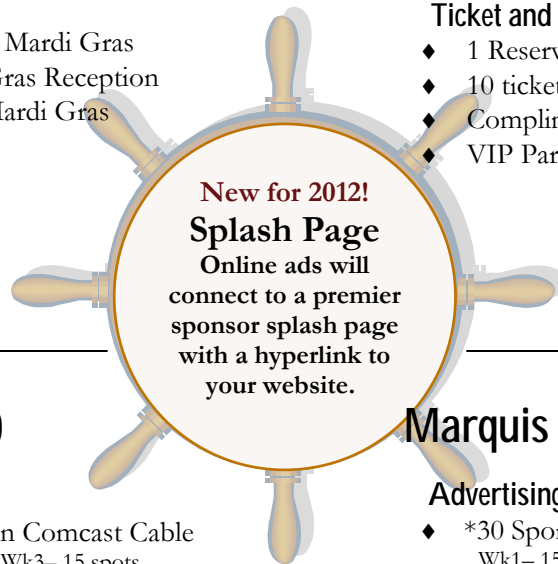 Mardi Gras
Gras Reception
Mardi Gras
Ticket and
♦ 1 Reserv
♦ 10 ticket
♦ Complim
♦ VIP Par
New for 2012!
Splash Page
Online ads will
connect to a premier
sponsor splash page
with a hyperlink to
your website.
)
n Comcast Cable
Wk3– 15 spots
Marquis
Advertising
♦ *30 Spo
Wk1– 15